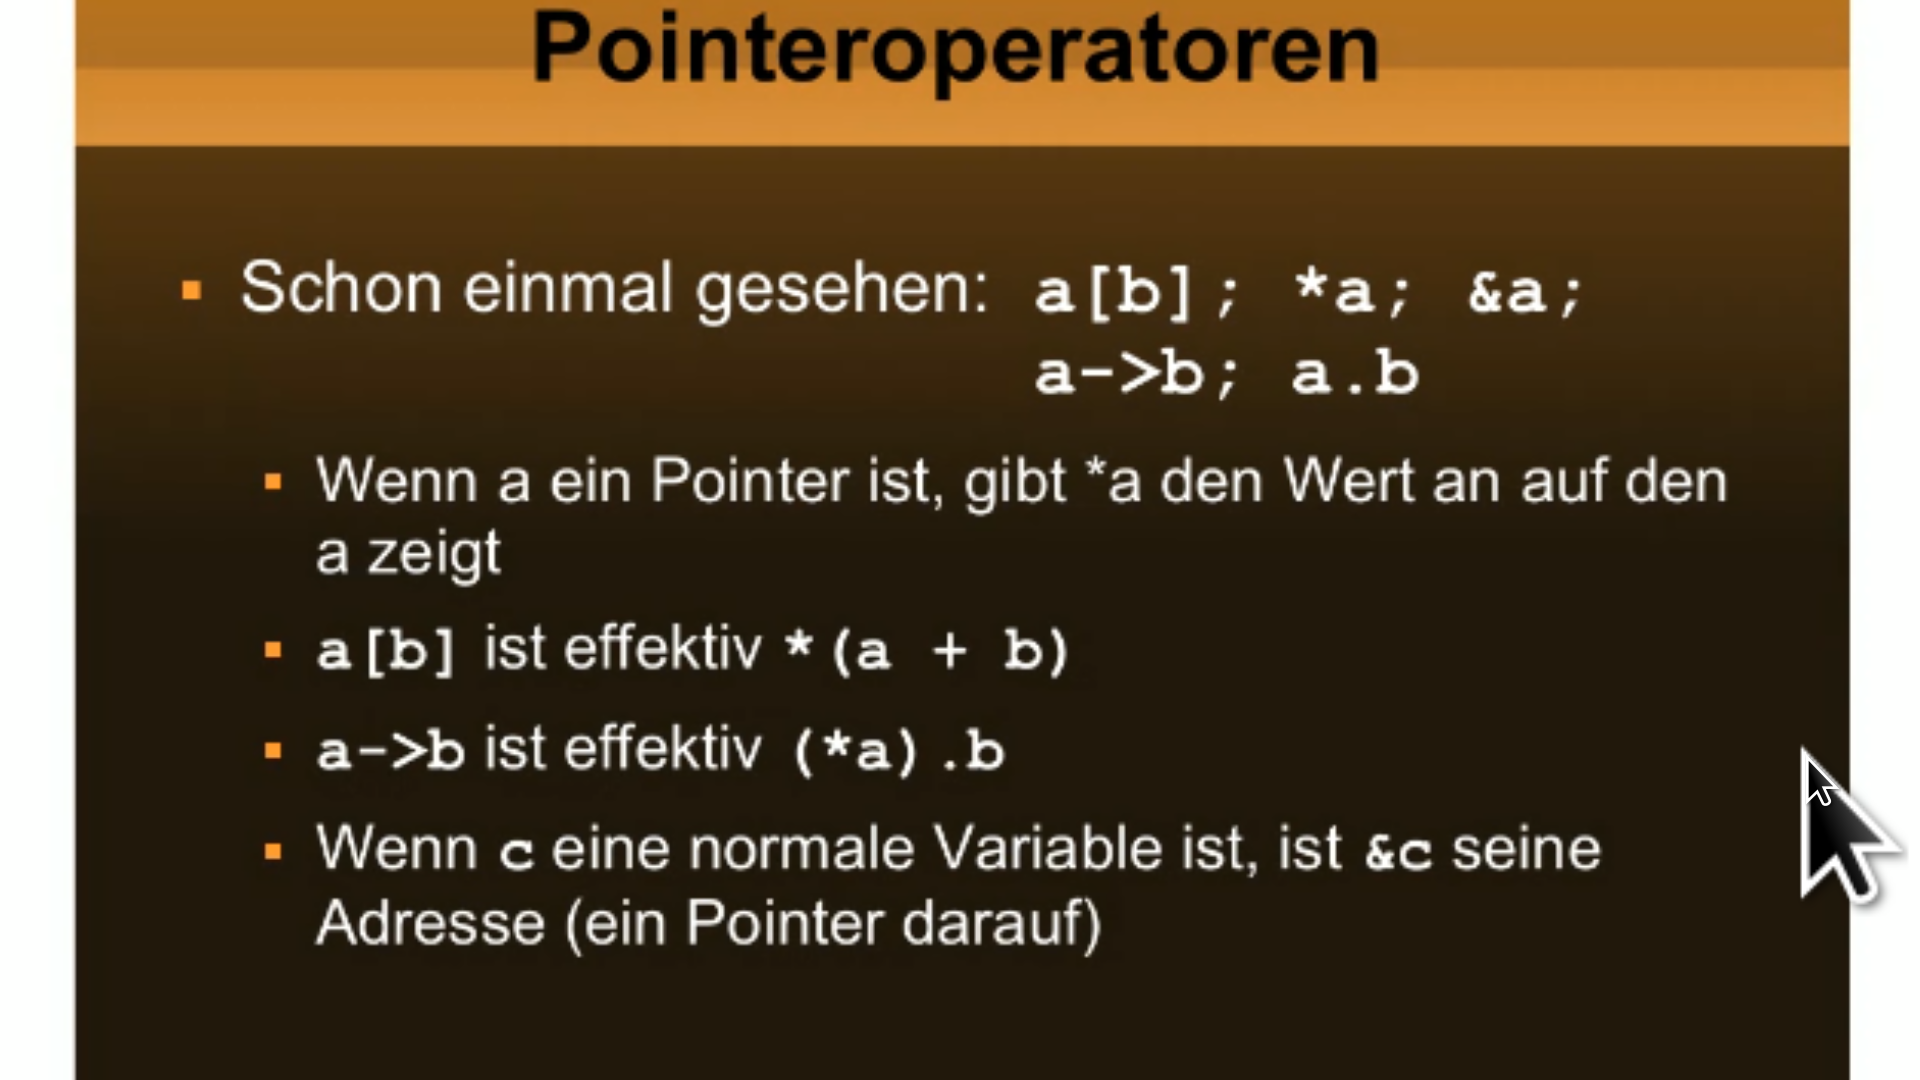 Pointeroperatoren
Schon einmal gesehen: a[b]; *a; &a;
a->b; a.b
Wenn a ein Pointer ist, gibt *a den Wert an auf den
a zeigt
a[b] ist effektiv *(a + b)
a->b ist effektiv (*a).b
Wenn c eine normale Variable ist, ist &c seine
Adresse (ein Pointer darauf)